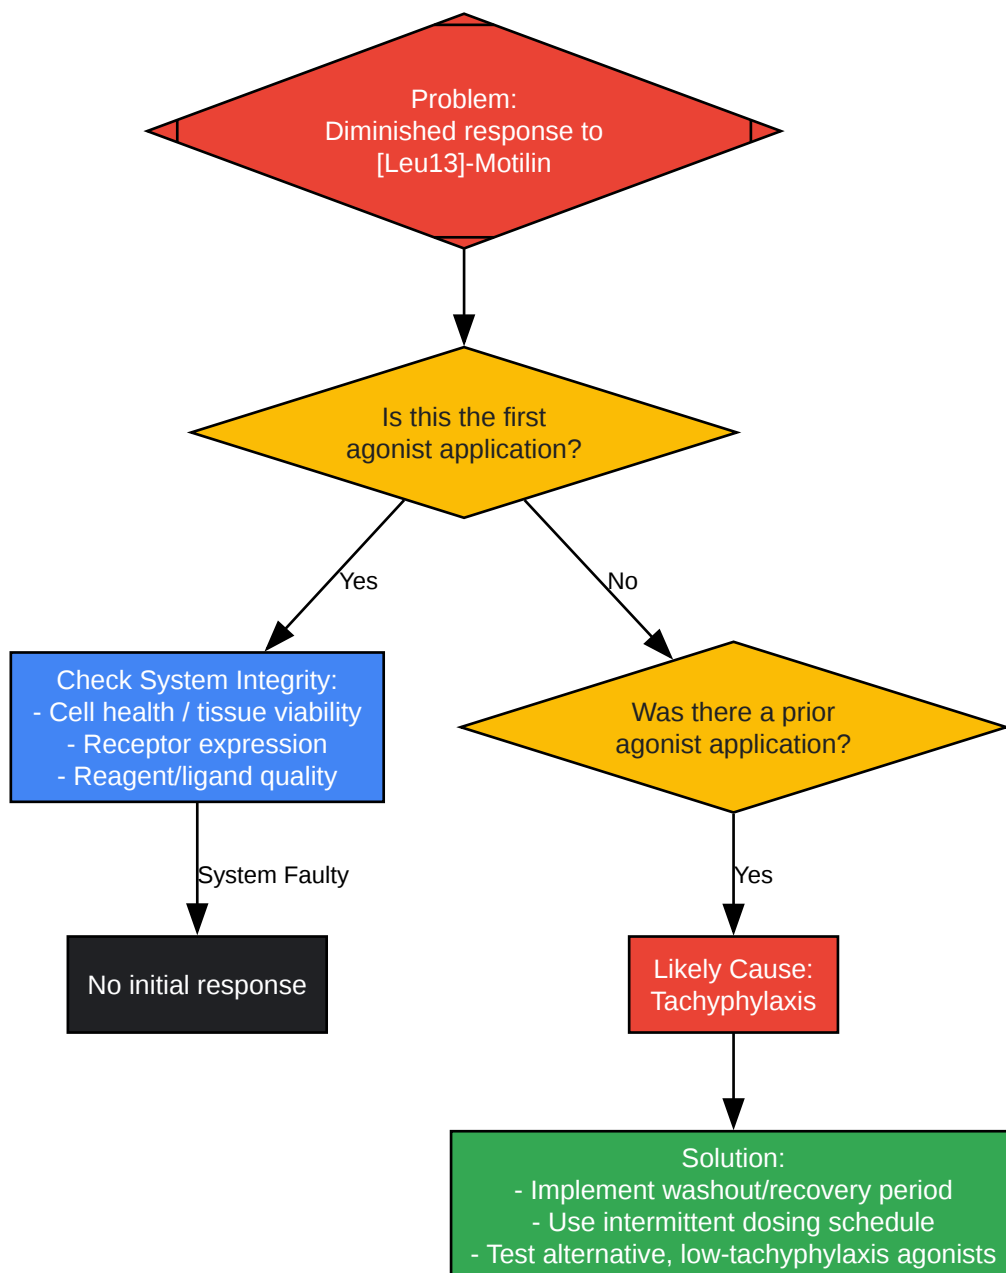 Problem:
Diminished response to
[Leu13]-Motilin
Is this the first
agonist application?
Yes
No
Check System Integrity:
- Cell health / tissue viability
- Receptor expression
- Reagent/ligand quality
Was there a prior
agonist application?
System Faulty
Yes
No initial response
Likely Cause:
Tachyphylaxis
Solution:
- Implement washout/recovery period
- Use intermittent dosing schedule
- Test alternative, low-tachyphylaxis agonists